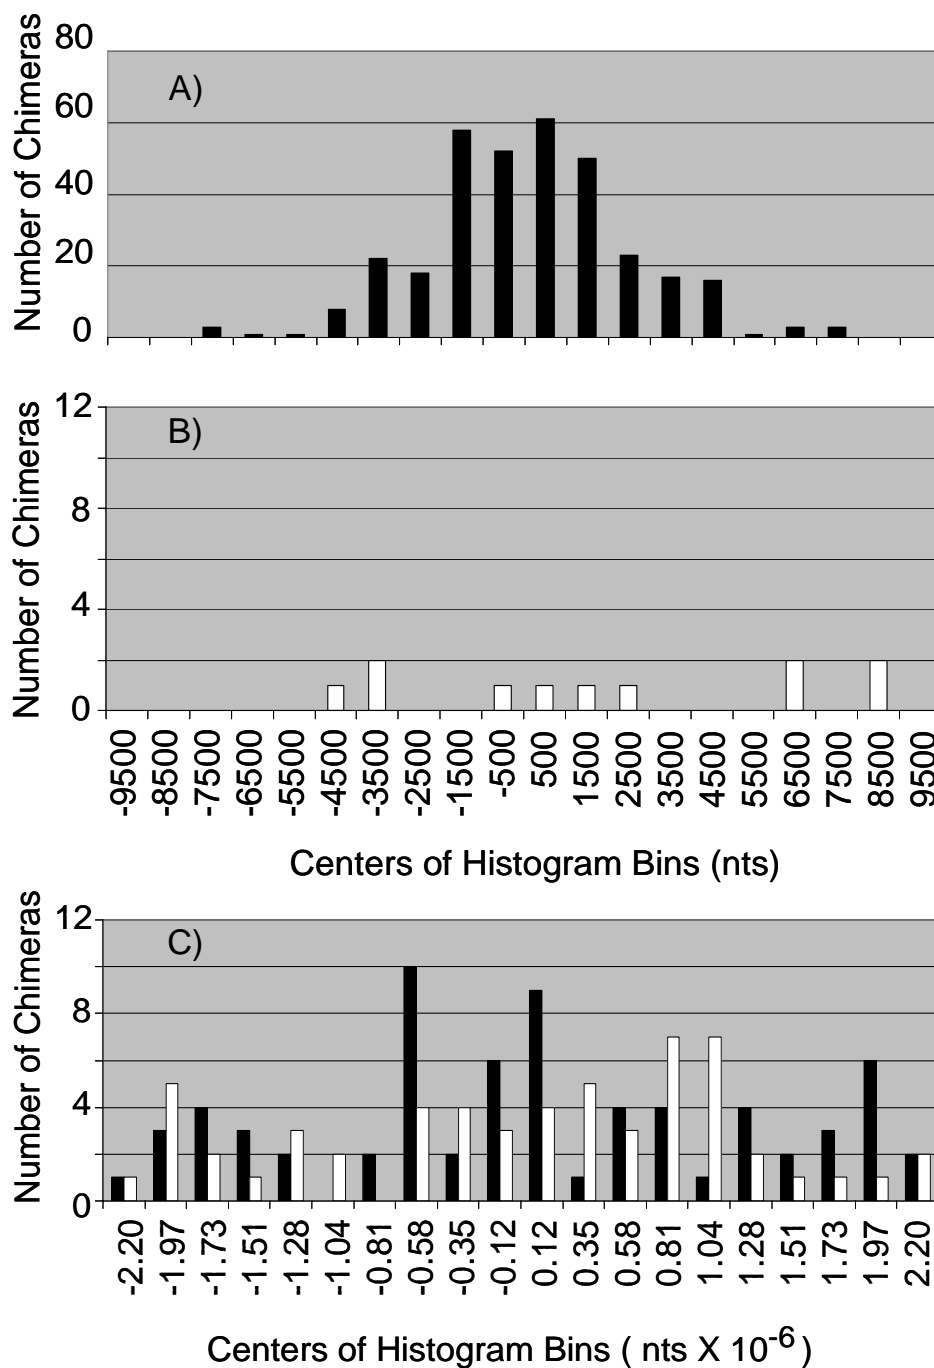 Number of Chimeras
80
60
40
20
0
A)
Number of Chimeras
12
8
4
0
B)
-9500 -8500 -7500 -6500 -5500 -4500 -3500 -2500 -1500 -500 500 1500 2500 3500 4500 5500 6500 7500 8500 9500
Centers of Histogram Bins (nts)
Number of Chimeras
12
8
4
0
C)
-2.20 -1.97 -1.73 -1.51 -1.28 -1.04 -0.81 -0.58 -0.35 -0.12 0.12 0.35 0.58 0.81 1.04 1.28 1.51 1.73 1.97 2.20
Centers of Histogram Bins ( nts X 10-6 )